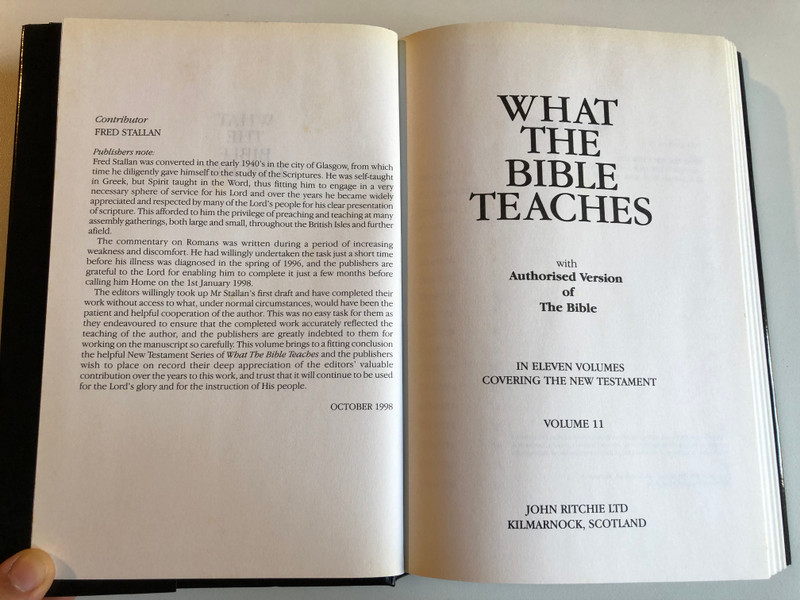 Contributor
FRED STALLAN
Publishers note:
Fred Stallan was converted in the early 1940's in the city of Glasgow, from which
time he diligently gave himself to the study of the Scriptures. He was self-taught
in Greek, but Spirit taught in the Word, thus fitting him to engage in a very
necessary sphere of service for his Lord and over the years he became widely
appreciated and respected by many of the Lord's people for his clear presentation
of scripture. This afforded to him the privilege of preaching and teaching at many
assembly gatherings, both large and small, throughout the British Isles and further
afield.
The commentary on Romans was written during a period of increasing
weakness and discomfort. He had willingly undertaken the task just a short time
before his illness was diagnosed in the spring of 1996, and the publishers are
grateful to the Lord for enabling him to complete it just a few months before
calling him Home on the 1st January 1998.
The editors willingly took up Mr Stallan's first draft and have completed their
work without access to what, under normal circumstances, would have been the
patient and helpful cooperation of the author. This was no easy task for them as
they endeavoured to ensure that the completed work accurately reflected the
teaching of the author, and the publishers are greatly indebted to them for
working on the manuscript so carefully. This volume brings to a fitting conclusion
the helpful New Testament Series of What The Bible Teaches and the publishers
wish to place on record their deep appreciation of the editors' valuable
contribution over the years to this work, and trust that it will continue to be used
for the Lord's glory and for the instruction of His people.
OCTOBER 1998
WHAT
THE
BIBLE
TEACHES
with
Authorised Version
of
The Bible
IN ELEVEN VOLUMES
COVERING THE NEW TESTAMENT
VOLUME 11
JOHN RITCHIE LTD
KILMARNOCK, SCOTLAND